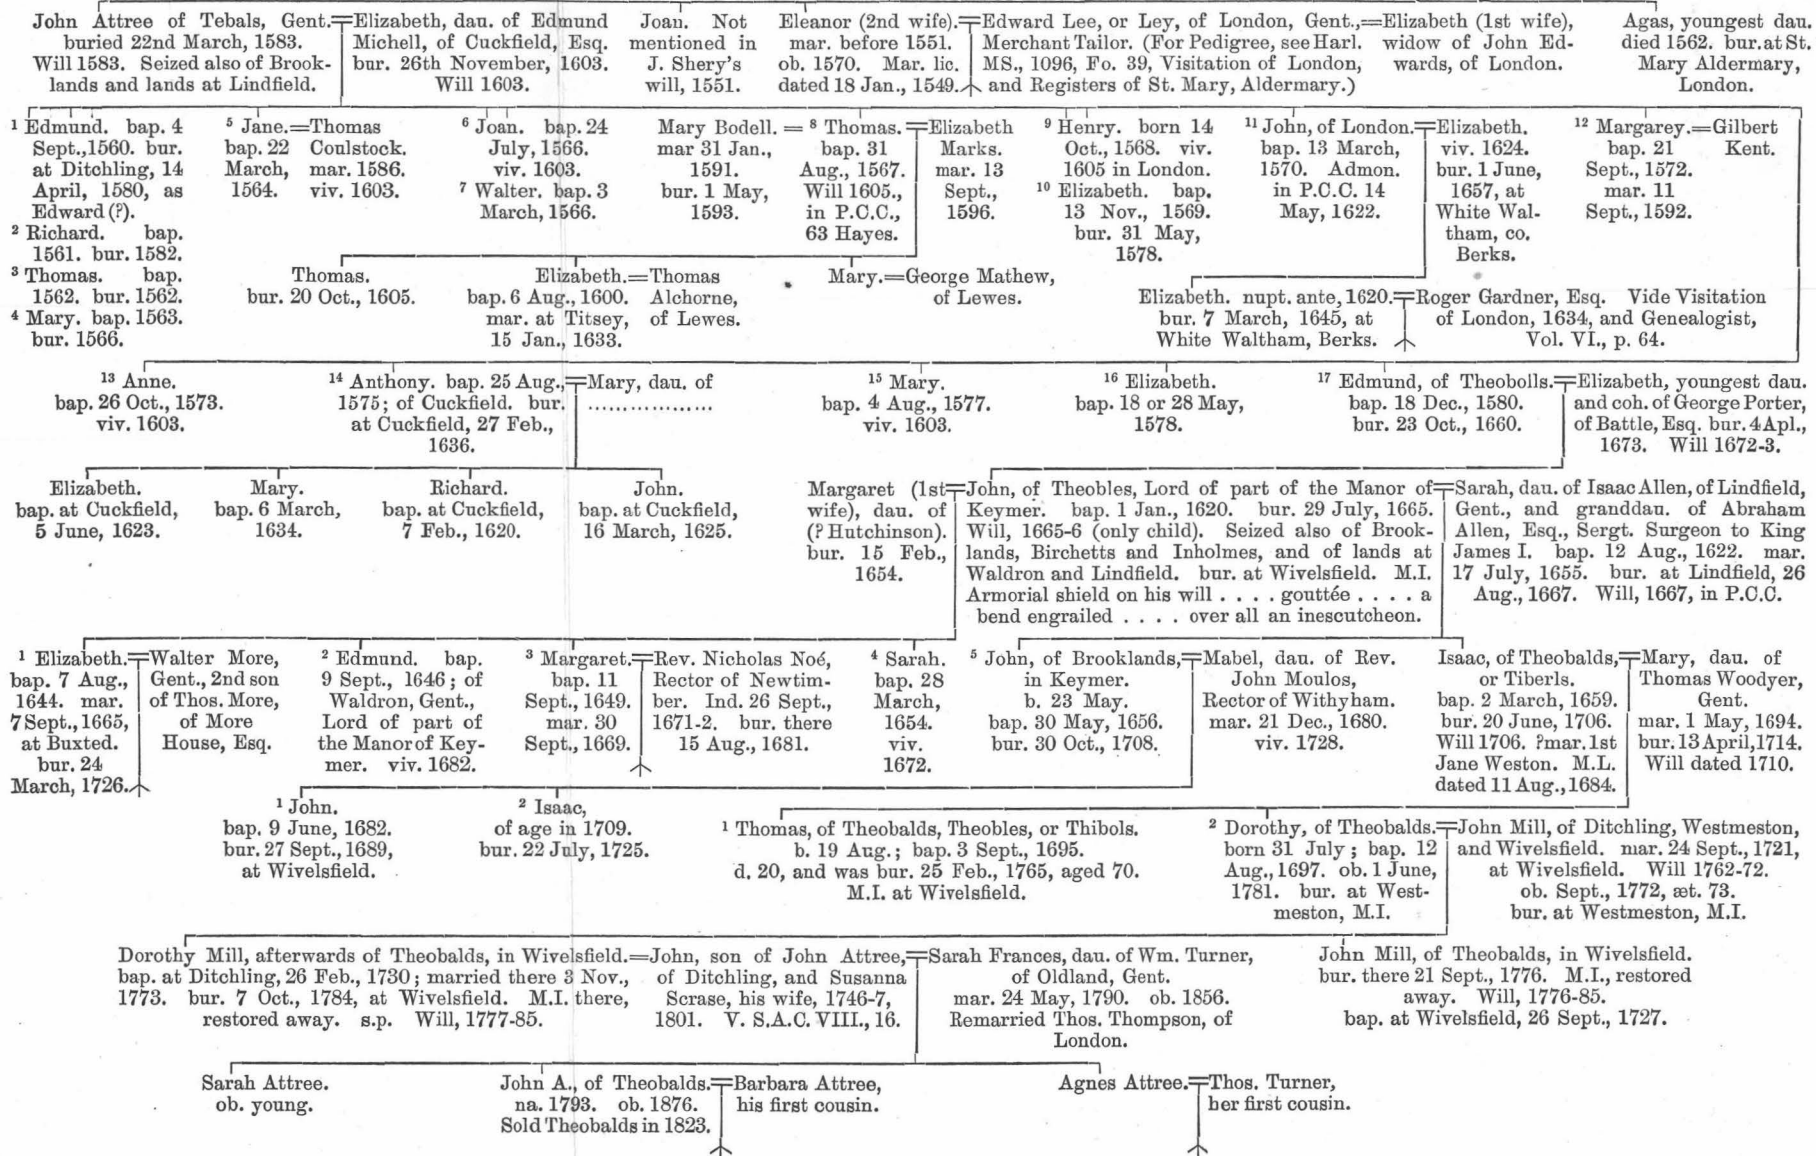 John Attree of Tebals, Gent.
buried 22nd March, 1583.
Will 1583. Seized also of Brook-
lands and lands at Lindfield.
Elizabeth, dau. of Edmund
Michell, of Cuckfield, Esq.
bur. 26th November, 1603.
Will 1603.
Joan. Not
mentioned in
J. Shery's
will, 1551.
Eleanor (2nd wife).
mar. before 1551.
ob. 1570. Mar. lic.
dated 18 Jan., 1549.
Edward Lee, or Ley, of London, Gent.,
Merchant Tailor. (For Pedigree, see Harl.
MS., 1096, Fo. 39, Visitation of London,
and Registers of St. Mary, Aldermary.)
=Elizabeth (1st wife),
widow of John Ed-
wards, of London.
Agas, youngest dau.
died 1562. bur. at St.
Mary Aldermary,
London.
1 Edmund. bap. 4
Sept., 1560. bur.
at Ditchling, 14
April, 1580, as
Edward (?).
2 Richard. bap.
1561. bur. 1582.
3 Thomas. bap.
1562. bur. 1562.
4 Mary. bap. 1563.
bur. 1566.
5 Jane.=Thomas
bap. 22 Coulstock.
March, mar. 1586.
1564. viv. 1603.
6 Joan. bap. 24
July, 1566.
viv. 1603.
7 Walter. bap. 3
March, 1566.
Mary Bodell. =
mar 31 Jan.,
1591.
bur. 1 May,
1593.
8 Thomas.
bap. 31
Aug., 1567.
Will 1605.,
in P.C.C.,
63 Hayes.
Elizabeth
Marks.
mar. 13
Sept.,
1596.
9 Henry. born 14
Oct., 1568. viv.
1605 in London.
10 Elizabeth. bap.
13 Nov., 1569.
bur. 31 May,
1578.
11 John, of London.
bap. 13 March,
1570. Admon.
in P.C.C. 14
May, 1622.
Elizabeth.
viv. 1624.
bur. 1 June,
1657, at
White Wal-
tham, co.
Berks.
12 Margarey.=Gilbert
bap. 21 Kent.
Sept., 1572.
mar. 11
Sept., 1592.
Thomas.
bur. 20 Oct., 1605.
Elizabeth.=Thomas
bap. 6 Aug., 1600. Alchorne,
mar. at Titsey, of Lewes.
15 Jan., 1633.
Mary.=George Mathew,
of Lewes.
Elizabeth. nupt. ante, 1620.
bur. 7 March, 1645, at
White Waltham, Berks.
Roger Gardner, Esq. Vide Visitation
of London, 1634, and Genealogist,
Vol. VI., p. 64.
13 Anne.
bap. 26 Oct., 1573.
viv. 1603.
14 Anthony. bap. 25 Aug.,
1575; of Cuckfield. bur.
at Cuckfield, 27 Feb.,
1636.
Mary, dau. of
..................
15 Mary.
bap. 4 Aug., 1577.
viv. 1603.
16 Elizabeth.
bap. 18 or 28 May,
1578.
17 Edmund, of Theobolls.
bap. 18 Dec., 1580.
bur. 23 Oct., 1660.
Elizabeth, youngest dau.
and coh. of George Porter,
of Battle, Esq. bur. 4 Apl.,
1673. Will 1672-3.
Elizabeth.
bap. at Cuckfield,
5 June, 1623.
Mary.
bap. 6 March,
1634.
Richard.
bap. at Cuckfield,
7 Feb., 1620.
John.
bap. at Cuckfield,
16 March, 1625.
Margaret (1st
wife), dau. of
(? Hutchinson).
bur. 15 Feb.,
1654.
John, of Theobles, Lord of part of the Manor of
Keymer. bap. 1 Jan., 1620. bur. 29 July, 1665.
Will, 1665-6 (only child). Seized also of Brook-
lands, Birchetts and Inholmes, and of lands at
Waldron and Lindfield. bur. at Wivelsfield. M.I.
Armorial shield on his will . . . . gouttée . . . . a
bend engrailed . . . . over all an inescutcheon.
Sarah, dau. of Isaac Allen, of Lindfield,
Gent., and granddau. of Abraham
Allen, Esq., Sergt. Surgeon to King
James I. bap. 12 Aug., 1622. mar.
17 July, 1655. bur. at Lindfield, 26
Aug., 1667. Will, 1667, in P.C.C.
1 Elizabeth.
bap. 7 Aug.,
1644. mar.
7 Sept., 1665,
at Buxted.
bur. 24
March, 1726.
Walter More,
Gent., 2nd son
of Thos. More,
of More
House, Esq.
2 Edmund. bap.
9 Sept., 1646; of
Waldron, Gent.,
Lord of part of
the Manor of Key-
mer. viv. 1682.
3 Margaret.
bap. 11
Sept., 1649.
mar. 30
Sept., 1669.
Rev. Nicholas Noé,
Rector of Newtim-
ber. Ind. 26 Sept.,
1671-2. bur. there
15 Aug., 1681.
4 Sarah.
bap. 28
March,
1654.
viv.
1672.
5 John, of Brooklands,
in Keymer.
b. 23 May.
bap. 30 May, 1656.
bur. 30 Oct., 1708.
Mabel, dau. of Rev.
John Moulos,
Rector of Withyham.
mar. 21 Dec., 1680.
viv. 1728.
Isaac, of Theobalds,
or Tiberls.
bap. 2 March, 1659.
bur. 20 June, 1706.
Will 1706. ?mar. 1st
Jane Weston. M.L.
dated 11 Aug., 1684.
Mary, dau. of
Thomas Woodyer,
Gent.
mar. 1 May, 1694.
bur. 13 April, 1714.
Will dated 1710.
1 John.
bap. 9 June, 1682.
bur. 27 Sept., 1689,
at Wivelsfield.
2 Isaac,
of age in 1709.
bur. 22 July, 1725.
1 Thomas, of Theobalds, Theobles, or Thibols.
b. 19 Aug.; bap. 3 Sept., 1695.
d. 20, and was bur. 25 Feb., 1765, aged 70.
M.I. at Wivelsfield.
2 Dorothy, of Theobalds.
born 31 July; bap. 12
Aug., 1697. ob. 1 June,
1781. bur. at West-
meston, M.I.
John Mill, of Ditchling, Westmeston,
and Wivelsfield. mar. 24 Sept., 1721,
at Wivelsfield. Will 1762-72.
ob. Sept., 1772, æt. 73.
bur. at Westmeston, M.I.
Dorothy Mill, afterwards of Theobalds, in Wivelsfield.=
bap. at Ditchling, 26 Feb., 1730; married there 3 Nov.,
1773. bur. 7 Oct., 1784, at Wivelsfield. M.I. there,
restored away. s.p. Will, 1777-85.
John, son of John Attree,
of Ditchling, and Susanna
Scrase, his wife, 1746-7,
1801. V. S.A.C. VIII., 16.
Sarah Frances, dau. of Wm. Turner,
of Oldland, Gent.
mar. 24 May, 1790. ob. 1856.
Remarried Thos. Thompson, of
London.
John Mill, of Theobalds, in Wivelsfield.
bur. there 21 Sept., 1776. M.I., restored
away. Will, 1776-85.
bap. at Wivelsfield, 26 Sept., 1727.
Sarah Attree.
ob. young.
John A., of Theobalds.
na. 1793. ob. 1876.
Sold Theobalds in 1823.
Barbara Attree,
his first cousin.
Agnes Attree.
Thos. Turner,
her first cousin.